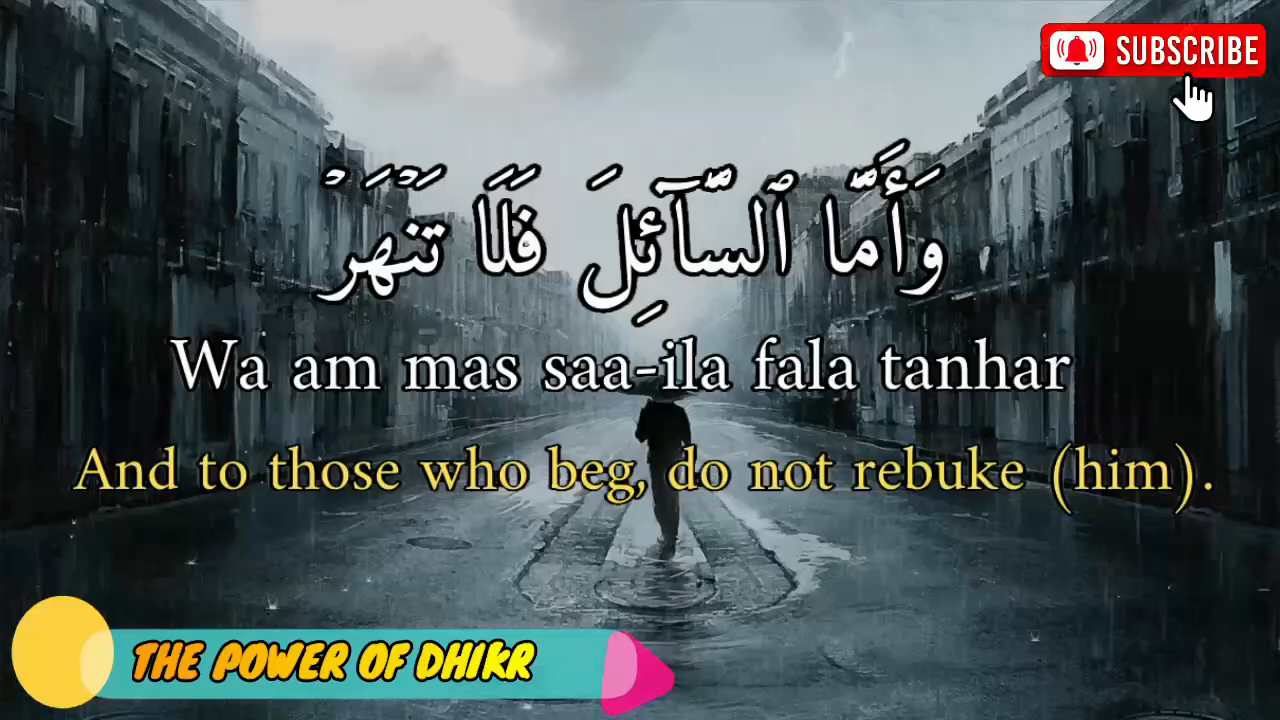 SUBSCRIBE
وَأَمَّا ٱلسَّآئِلَ فَلَا تَنۡهَرۡ
Wa am mas saa-ila fala tanhar
And to those who beg, do not rebuke (him).
THE POWER OF DHIKR